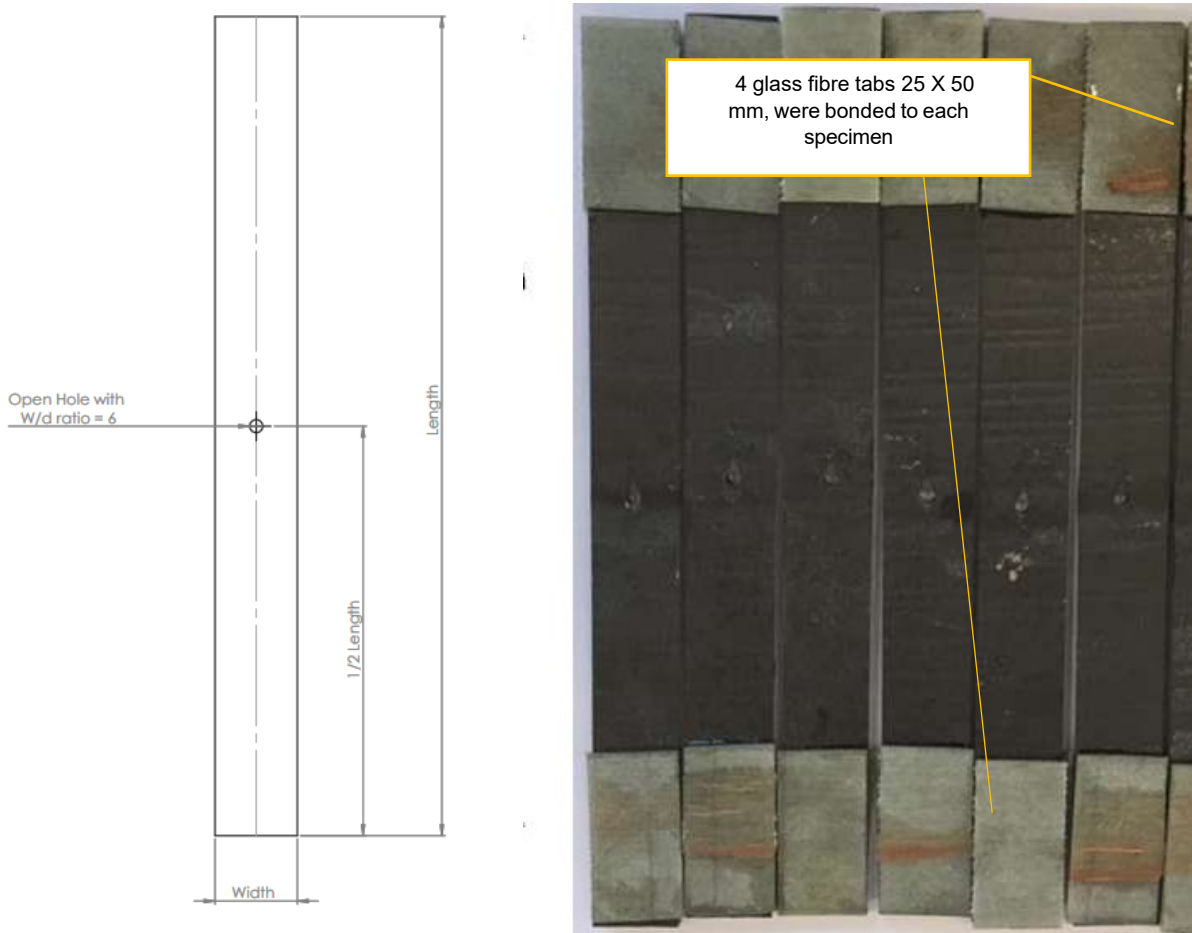 Open Hole with
W/d ratio = 6
Length
1/2 Length
Width
4 glass fibre tabs 25 X 50
mm, were bonded to each
specimen